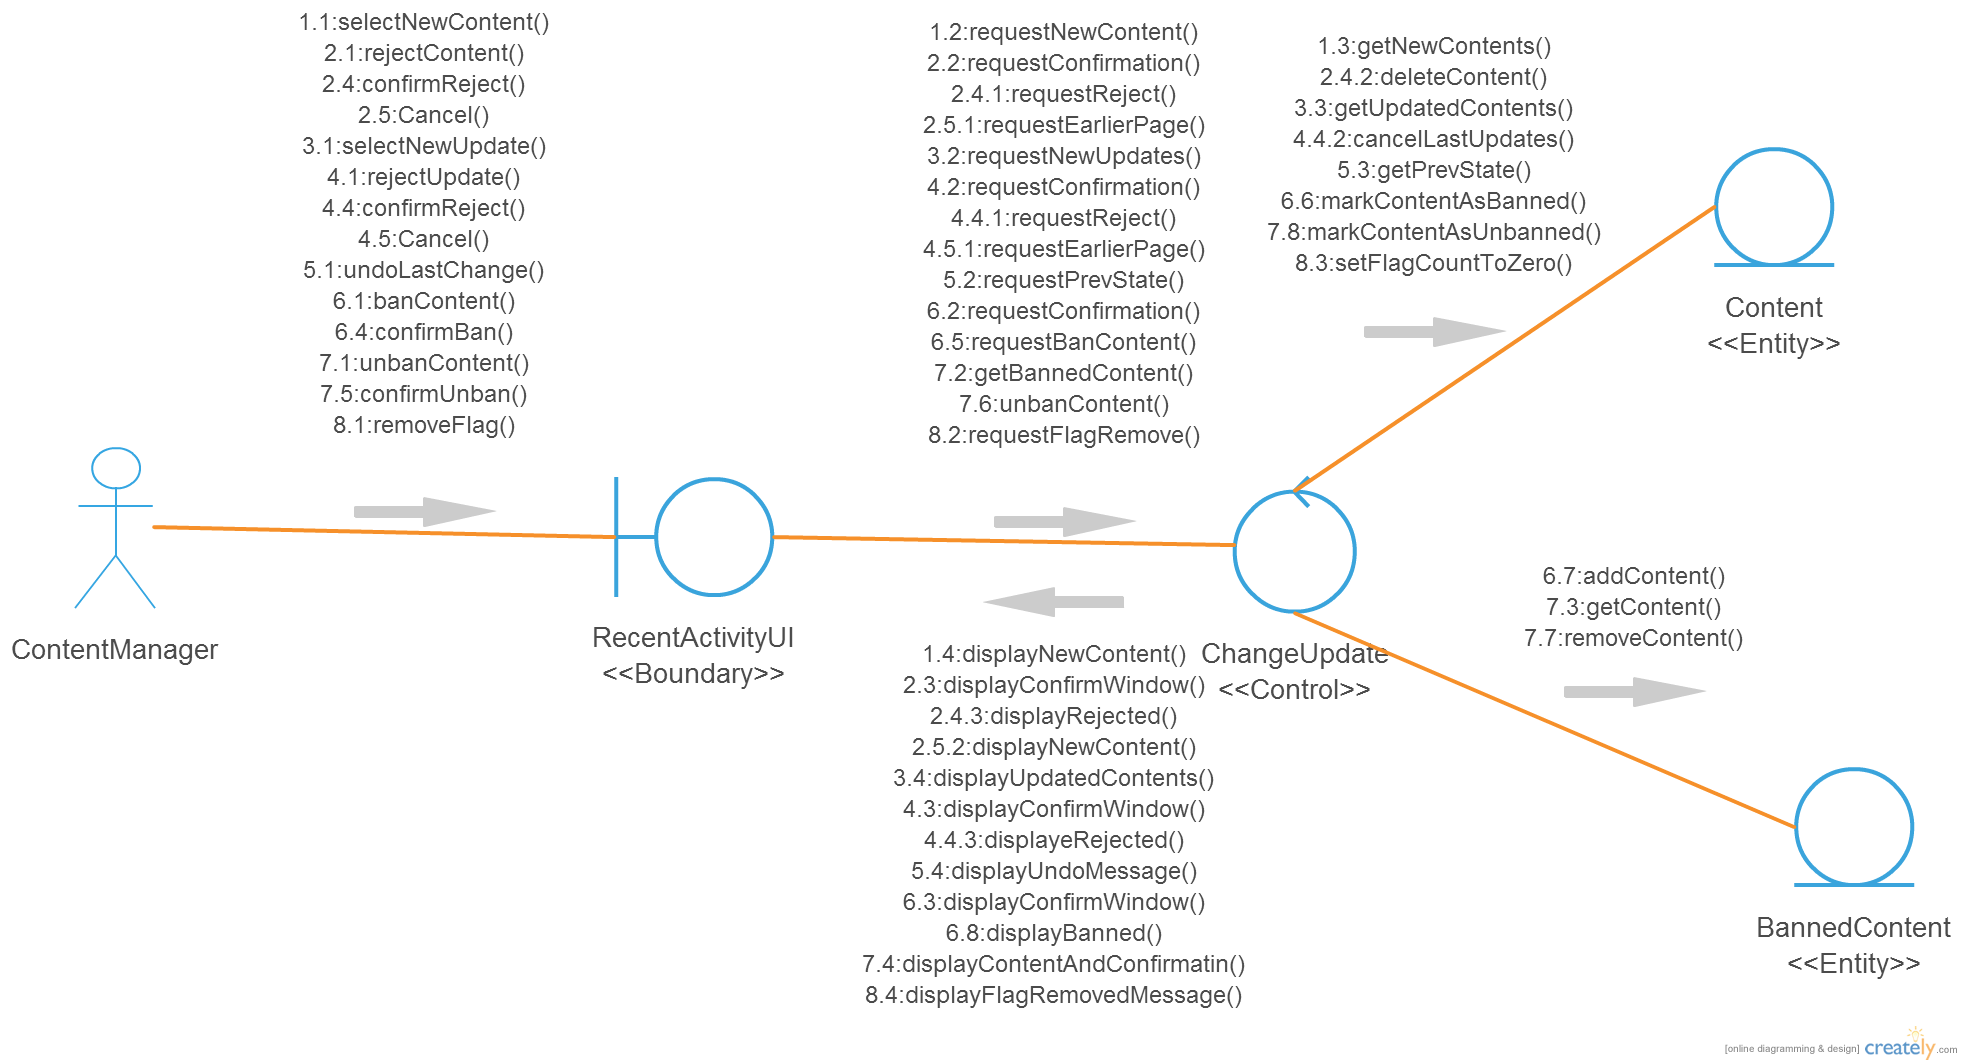 1.1:selectNewContent()
2.1:rejectContent()
2.4:confirmReject()
2.5:Cancel()
3.1:selectNewUpdate()
4.1:rejectUpdate()
4.4:confirmReject()
4.5:Cancel()
5.1:undoLastChange()
6.1:banContent()
6.4:confirmBan()
7.1:unbanContent()
7.5:confirmUnban()
8.1:removeFlag()
1.2:requestNewContent()
2.2:requestConfirmation()
2.4.1:requestReject()
2.5.1:requestEarlierPage()
3.2:requestNewUpdates()
4.2:requestConfirmation()
4.4.1:requestReject()
4.5.1:requestEarlierPage()
5.2:requestPrevState()
6.2:requestConfirmation()
6.5:requestBanContent()
7.2:getBannedContent()
7.6:unbanContent()
8.2:requestFlagRemove()
1.3:getNewContents()
2.4.2:deleteContent()
3.3:getUpdatedContents()
4.4.2:cancelLastUpdates()
5.3:getPrevState()
6.6:markContentAsBanned()
7.8:markContentAsUnbanned()
8.3:setFlagCountToZero()
Content
<<Entity>>
ContentManager
RecentActivityUI
<<Boundary>>
ChangeUpdate
<<Control>>
6.7:addContent()
7.3:getContent()
7.7:removeContent()
1.4:displayNewContent()
2.3:displayConfirmWindow()
2.4.3:displayRejected()
2.5.2:displayNewContent()
3.4:displayUpdatedContents()
4.3:displayConfirmWindow()
4.4.3:displayeRejected()
5.4:displayUndoMessage()
6.3:displayConfirmWindow()
6.8:displayBanned()
7.4:displayContentAndConfirmatin()
8.4:displayFlagRemovedMessage()
BannedContent
<<Entity>>
[online diagramming & design] creately.com